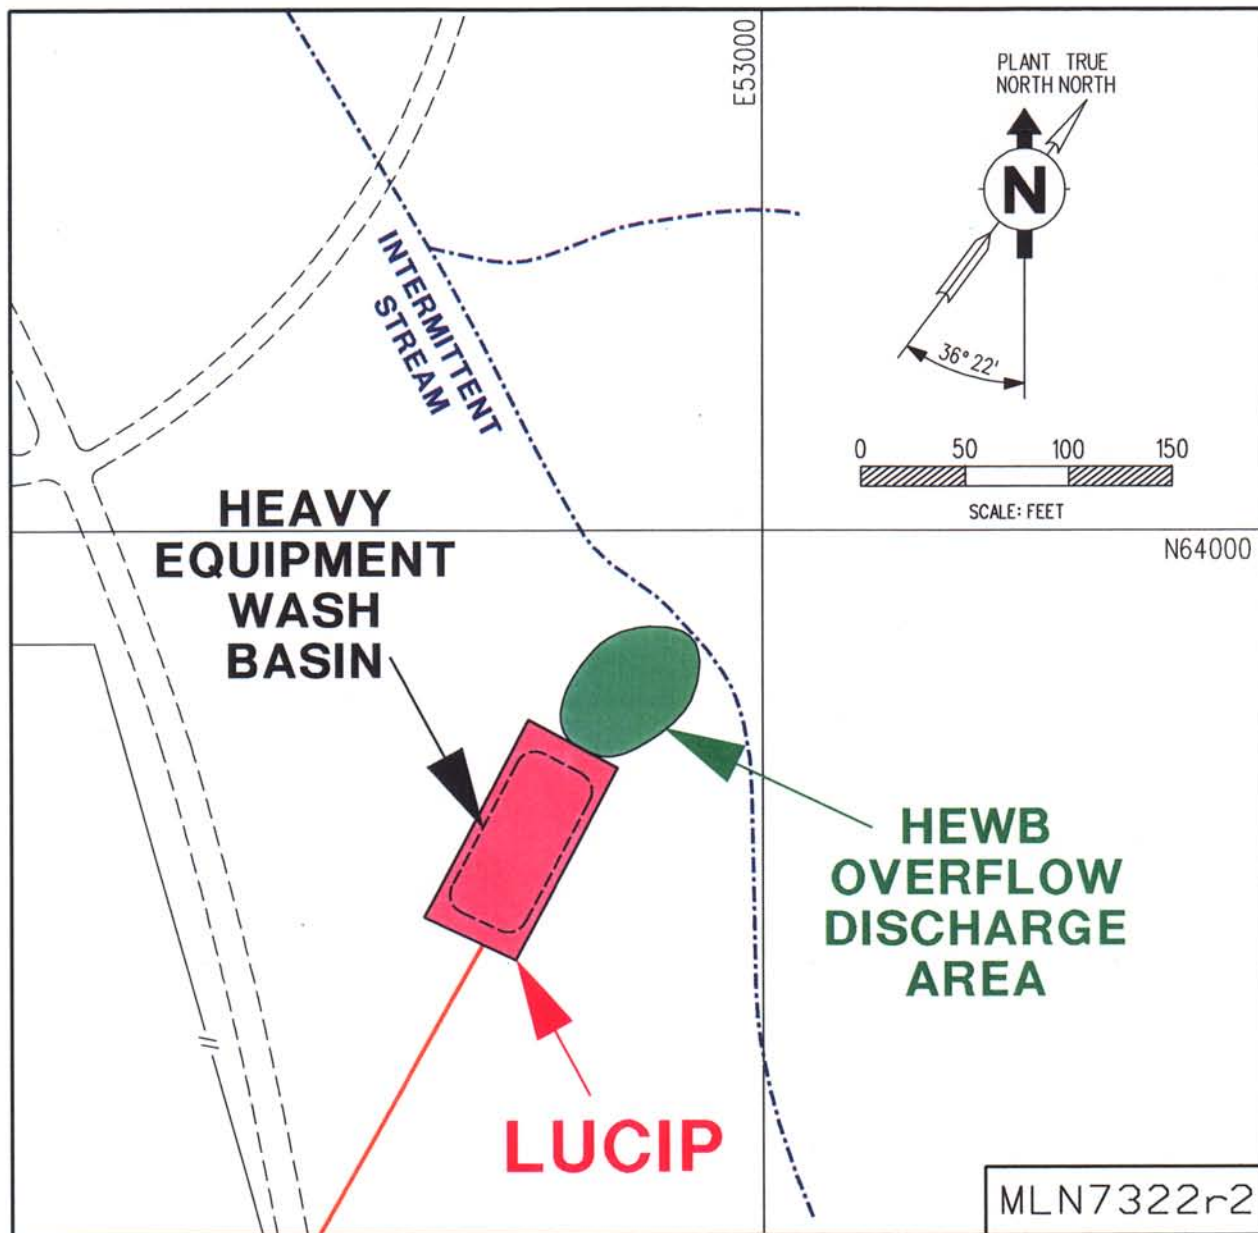 E53000
PLANT TRUE
NORTH NORTH
N
36° 22'
0 50 100 150
SCALE: FEET
N64000
INTERMITTENT
STREAM
HEAVY
EQUIPMENT
WASH
BASIN
HEWB
OVERFLOW
DISCHARGE
AREA
LUCIP
MLN7322r2